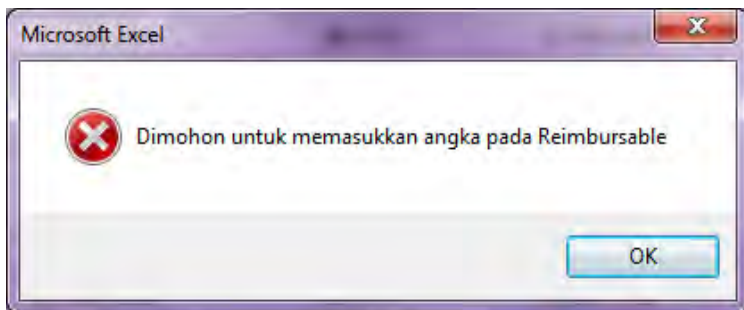 Microsoft Excel
Dimohon untuk memasukkan angka pada Reimbursable
OK